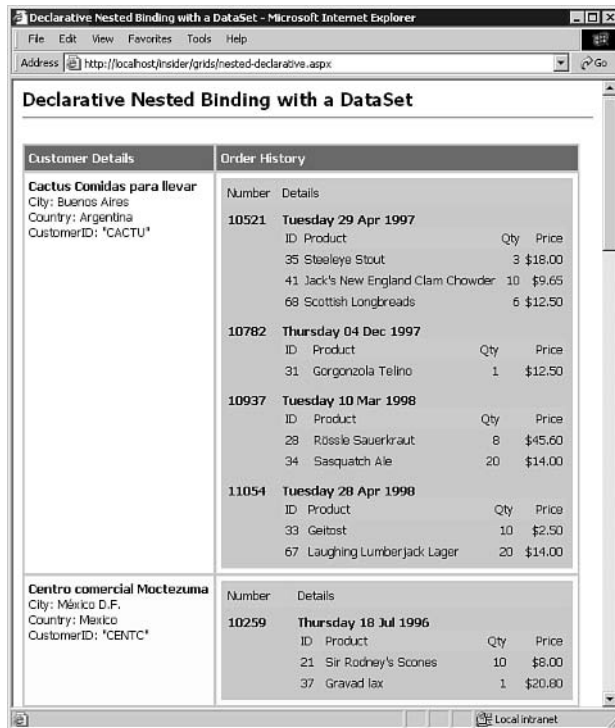 Declarative Nested Binding with a DataSet - Microsoft Internet Explorer
File Edit View Favorites Tools Help
Address http://localhost/insider/grids/nested-declarative.aspx Go
Declarative Nested Binding with a DataSet
Customer Details Order History
Cactus Comidas para llevar
City: Buenos Aires
Country: Argentina
CustomerID: "CACTU"
Number Details
10521 Tuesday 29 Apr 1997
ID Product Qty Price
35 Steeleye Stout 3 $18.00
41 Jack's New England Clam Chowder 10 $9.65
68 Scottish Longbreads 6 $12.50
10782 Thursday 04 Dec 1997
ID Product Qty Price
31 Gorgonzola Telino 1 $12.50
10937 Tuesday 10 Mar 1998
ID Product Qty Price
28 Rössle Sauerkraut 8 $45.60
34 Sasquatch Ale 20 $14.00
11054 Tuesday 28 Apr 1998
ID Product Qty Price
33 Geitost 10 $2.50
67 Laughing Lumberjack Lager 20 $14.00
Centro comercial Moctezuma
City: México D.F.
Country: Mexico
CustomerID: "CENTC"
Number Details
10259 Thursday 18 Jul 1996
ID Product Qty Price
21 Sir Rodney's Scones 10 $8.00
37 Gravad lax 1 $20.80
Local intranet